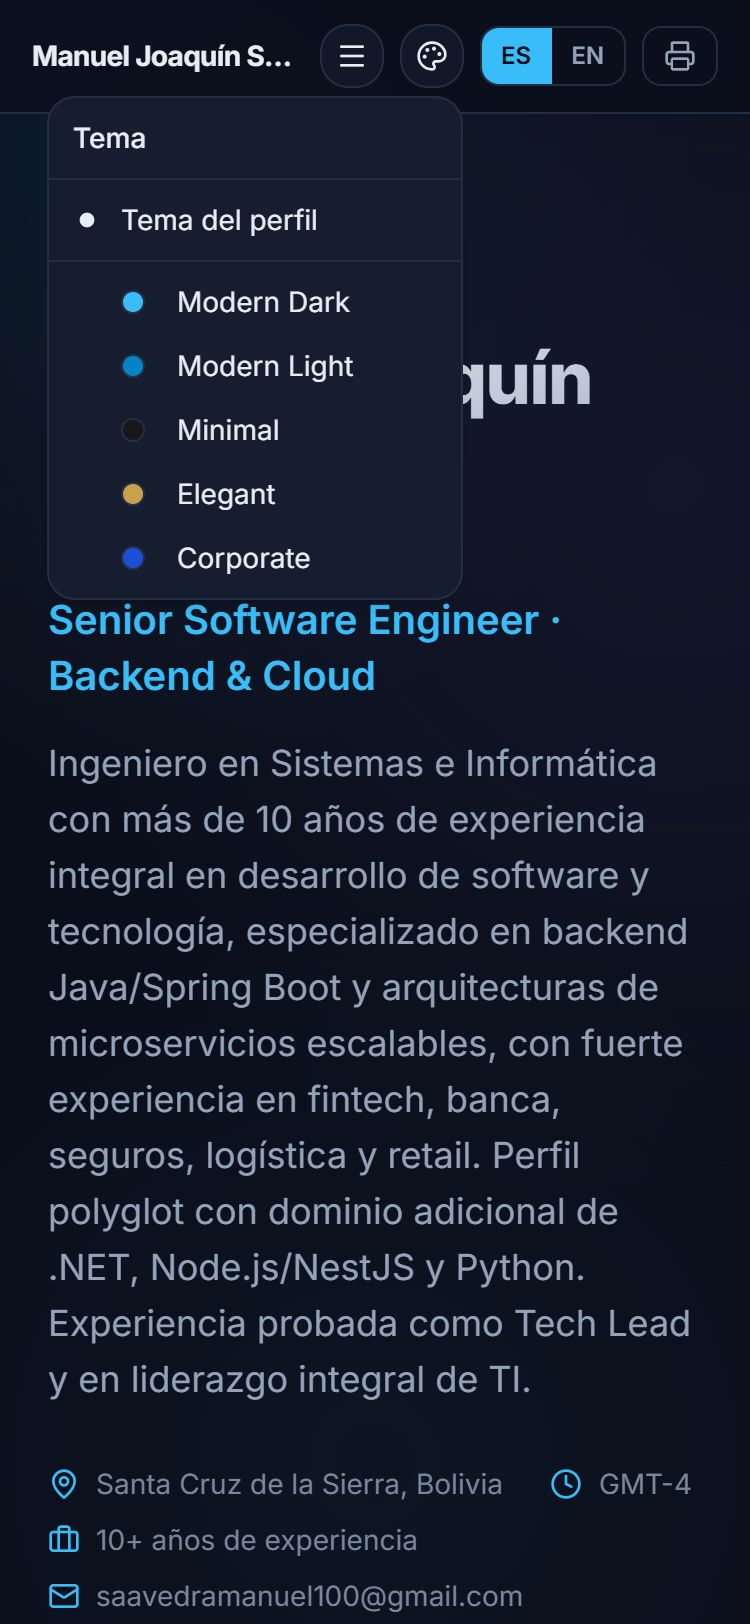 Manuel Joaquín S...
ES
EN
Tema
Tema del perfil
Modern Dark
Modern Light
Minimal
Elegant
Corporate
Senior Software Engineer ·
Backend & Cloud
Ingeniero en Sistemas e Informática
con más de 10 años de experiencia
integral en desarrollo de software y
tecnología, especializado en backend
Java/Spring Boot y arquitecturas de
microservicios escalables, con fuerte
experiencia en fintech, banca,
seguros, logística y retail. Perfil
polyglot con dominio adicional de
.NET, Node.js/NestJS y Python.
Experiencia probada como Tech Lead
y en liderazgo integral de TI.
Santa Cruz de la Sierra, Bolivia
GMT-4
10+ años de experiencia
saavedramanuel100@gmail.com